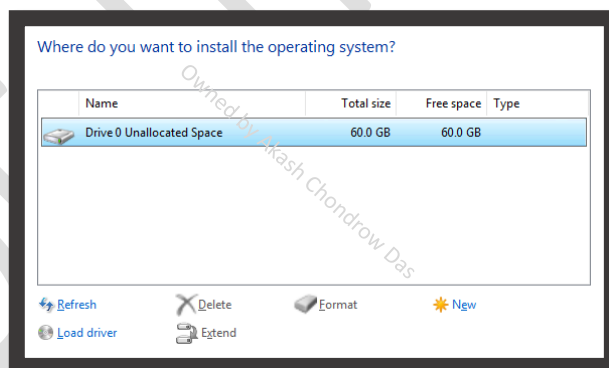 Where do you want to install the operating system?
Name Total size Free space Type
Drive 0 Unallocated Space 60.0 GB 60.0 GB
Owned by Akash Chondrow Das
Refresh Delete Format New
Load driver Extend